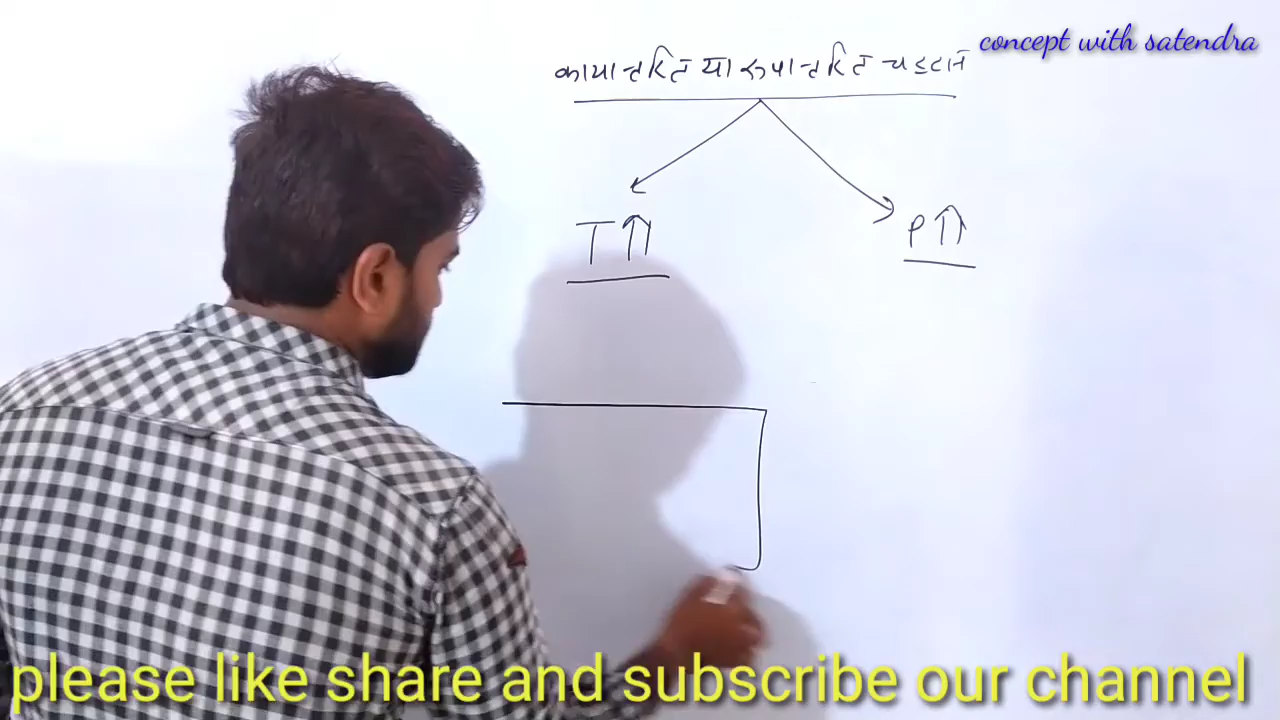 concept with satendra
कायान्तरित या रूपान्तरित चट्टाने
T⇑ P⇑
please like share and subscribe our channel